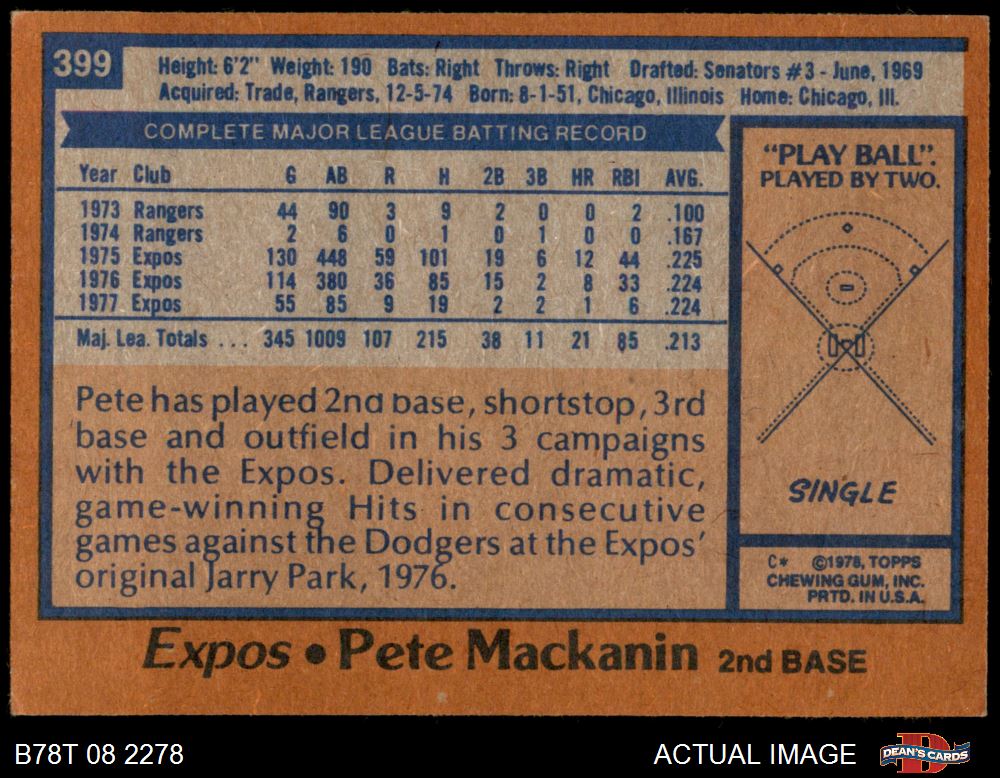 399
Height: 6'2" Weight: 190 Bats: Right Throws: Right Drafted: Senators #3 - June, 1969
Acquired: Trade, Rangers, 12-5-74 Born: 8-1-51, Chicago, Illinois Home: Chicago, Ill.
COMPLETE MAJOR LEAGUE BATTING RECORD
Year Club G AB R H 2B 3B HR RBI AVG.
1973 Rangers 44 90 3 9 2 0 0 2 .100
1974 Rangers 2 6 0 1 0 1 0 0 .167
1975 Expos 130 448 59 101 19 6 12 44 .225
1976 Expos 114 380 36 85 15 2 8 33 .224
1977 Expos 55 85 9 19 2 2 1 6 .224
Maj. Lea. Totals ... 345 1009 107 215 38 11 21 85 .213
Pete has played 2nd base, shortstop, 3rd
base and outfield in his 3 campaigns
with the Expos. Delivered dramatic,
game-winning Hits in consecutive
games against the Dodgers at the Expos'
original Jarry Park, 1976.
"PLAY BALL".
PLAYED BY TWO.
SINGLE
C* ©1978, TOPPS
CHEWING GUM, INC.
PRTD. IN U.S.A.
Expos • Pete Mackanin 2nd BASE
B78T 08 2278
ACTUAL IMAGE
D
DEAN'S CARDS